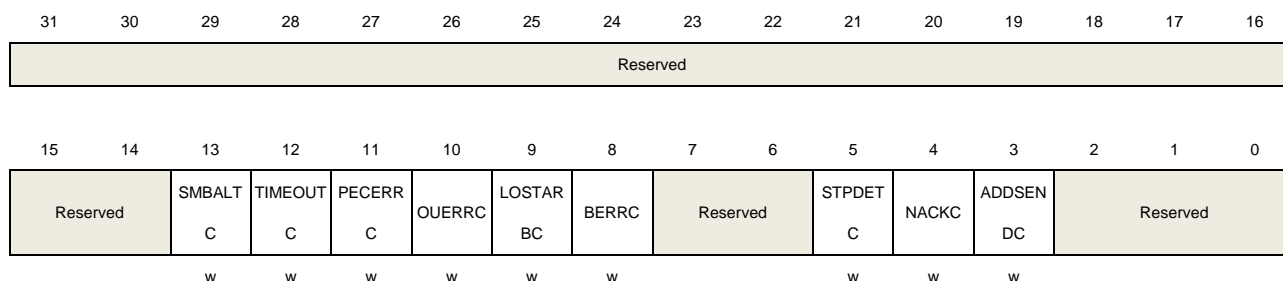 31 30 29 28 27 26 25 24 23 22 21 20 19 18 17 16
Reserved
15 14 13 12 11 10 9 8 7 6 5 4 3 2 1 0
Reserved SMBALT TIMEOUT PECERR OUERRC LOSTAR BERRC Reserved STPDET NACKC ADDSEN Reserved
C C C BC C DC
w w w w w w w w w